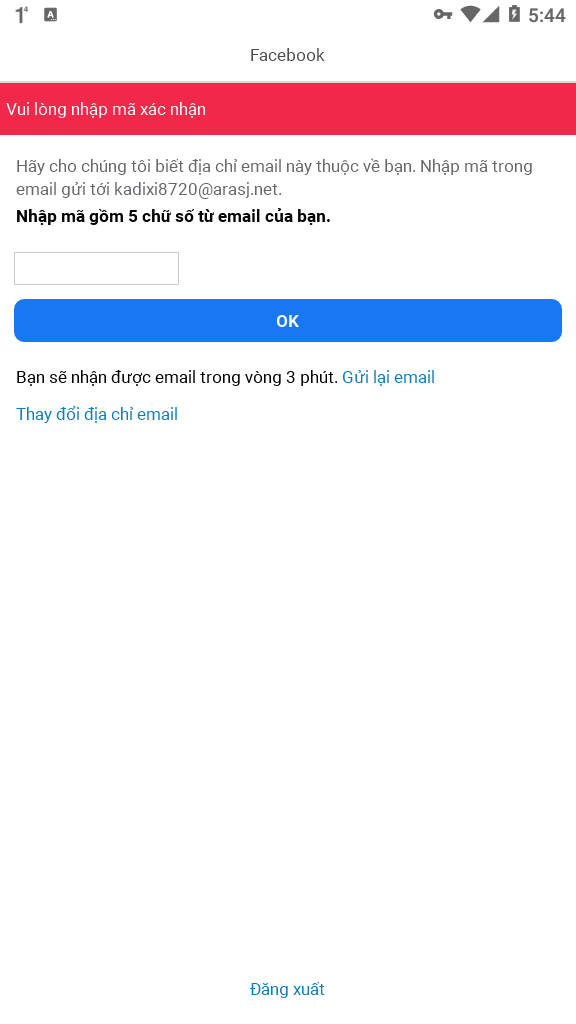 5:44
Facebook
Vui lòng nhập mã xác nhận
Hãy cho chúng tôi biết địa chỉ email này thuộc về bạn. Nhập mã trong
email gửi tới kadixi8720@arasj.net.
Nhập mã gồm 5 chữ số từ email của bạn.
OK
Bạn sẽ nhận được email trong vòng 3 phút. Gửi lại email
Thay đổi địa chỉ email
Đăng xuất